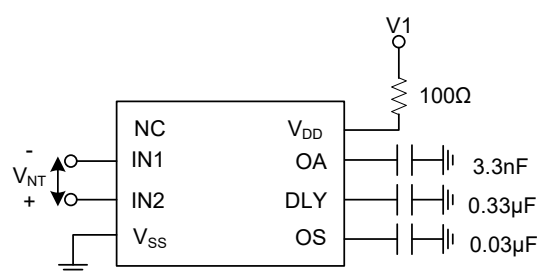 V1
100Ω
NC
VDD
-
IN1
OA
3.3nF
VNT
+
IN2
DLY
0.33µF
VSS
OS
0.03µF